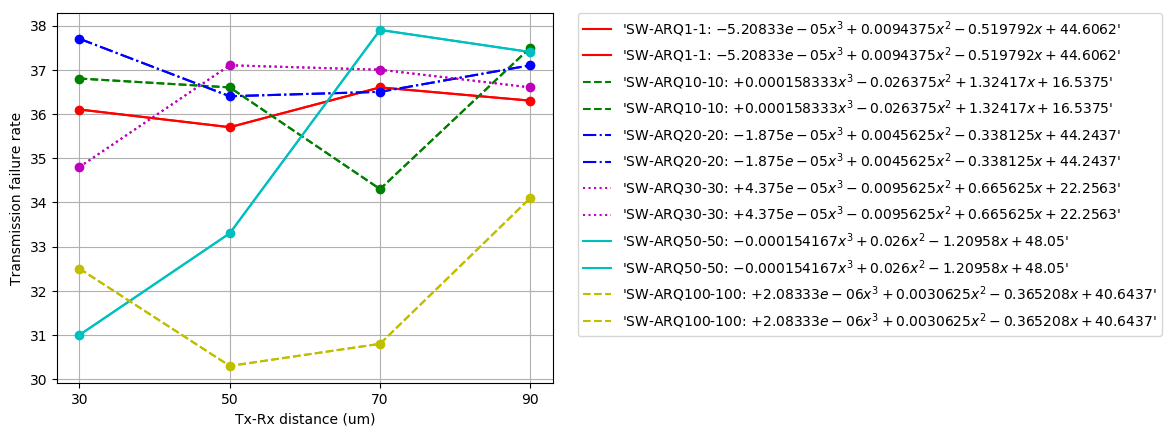 38
37
36
35
34
33
32
31
30
Transmission failure rate
30 50 70 90
Tx-Rx distance (um)
'SW-ARQ1-1: −5.20833e − 05x³ + 0.0094375x² − 0.519792x + 44.6062'
'SW-ARQ1-1: −5.20833e − 05x³ + 0.0094375x² − 0.519792x + 44.6062'
'SW-ARQ10-10: +0.000158333x³ − 0.026375x² + 1.32417x + 16.5375'
'SW-ARQ10-10: +0.000158333x³ − 0.026375x² + 1.32417x + 16.5375'
'SW-ARQ20-20: −1.875e − 05x³ + 0.0045625x² − 0.338125x + 44.2437'
'SW-ARQ20-20: −1.875e − 05x³ + 0.0045625x² − 0.338125x + 44.2437'
'SW-ARQ30-30: +4.375e − 05x³ − 0.0095625x² + 0.665625x + 22.2563'
'SW-ARQ30-30: +4.375e − 05x³ − 0.0095625x² + 0.665625x + 22.2563'
'SW-ARQ50-50: −0.000154167x³ + 0.026x² − 1.20958x + 48.05'
'SW-ARQ50-50: −0.000154167x³ + 0.026x² − 1.20958x + 48.05'
'SW-ARQ100-100: +2.08333e − 06x³ + 0.0030625x² − 0.365208x + 40.6437'
'SW-ARQ100-100: +2.08333e − 06x³ + 0.0030625x² − 0.365208x + 40.6437'